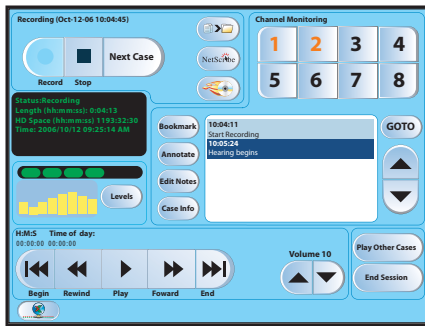 Recording (Oct-12-06 10:04:45)
Next Case
Record Stop
NetScribe
Channel Monitoring
1 2 3 4
5 6 7 8
Status:Recording
Length (hh:mm:ss): 0:04:13
HD Space (hh:mm:ss) 1193:32:30
Time: 2006/10/12 09:25:14 AM
Levels
Bookmark
Annotate
Edit Notes
Case Info
10:04:11
Start Recording
10:05:24
Hearing begins
GOTO
H:M:S Time of day:
00:00:00 00:00:00
Begin Rewind Play Foward End
Volume 10
Play Other Cases
End Session